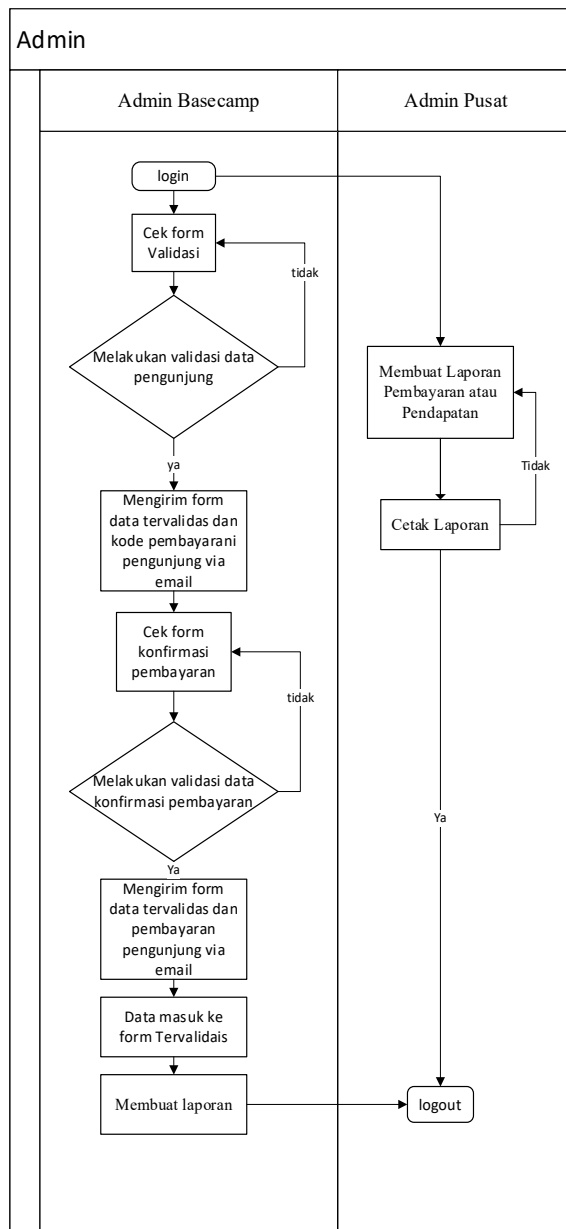 Admin
Admin Basecamp
Admin Pusat
login
Cek form
Validasi
tidak
Melakukan validasi data
pengunjung
ya
Mengirim form
data tervalidas dan
kode pembayarani
pengunjung via
email
Cek form
konfirmasi
pembayaran
tidak
Melakukan validasi data
konfirmasi pembayaran
Ya
Mengirim form
data tervalidas dan
pembayaran
pengunjung via
email
Data masuk ke
form Tervalidais
Membuat laporan
Membuat Laporan
Pembayaran atau
Pendapatan
Tidak
Cetak Laporan
Ya
logout